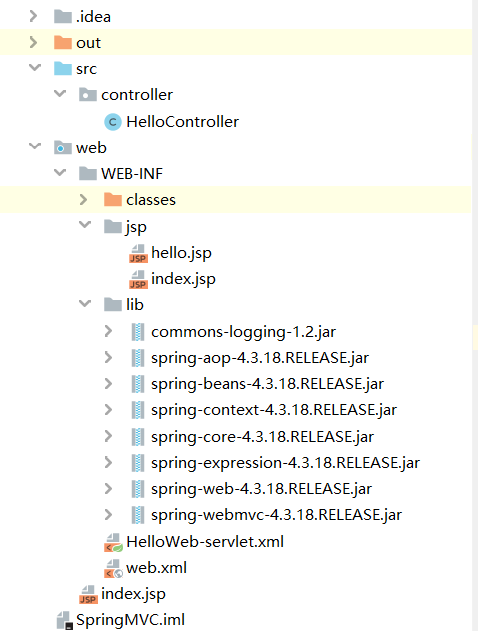 .idea
out
src
controller
C HelloController
web
WEB-INF
classes
jsp
JSP hello.jsp
JSP index.jsp
lib
commons-logging-1.2.jar
spring-aop-4.3.18.RELEASE.jar
spring-beans-4.3.18.RELEASE.jar
spring-context-4.3.18.RELEASE.jar
spring-core-4.3.18.RELEASE.jar
spring-expression-4.3.18.RELEASE.jar
spring-web-4.3.18.RELEASE.jar
spring-webmvc-4.3.18.RELEASE.jar
HelloWeb-servlet.xml
web.xml
JSP index.jsp
SpringMVC.iml